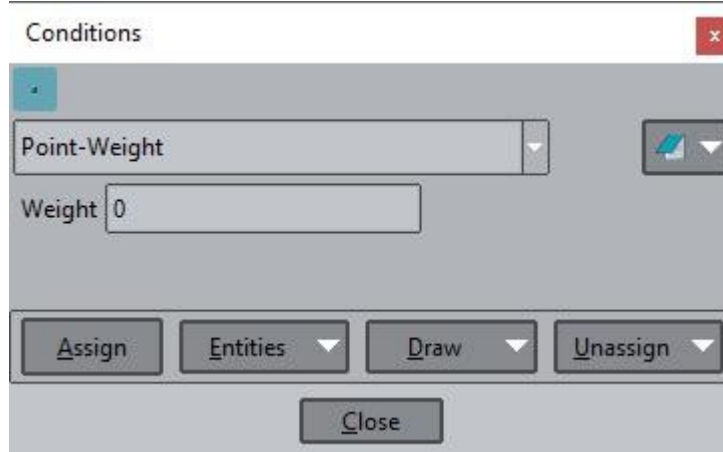 Conditions
x
Point-Weight
Weight 0
Assign Entities Draw Unassign
Close